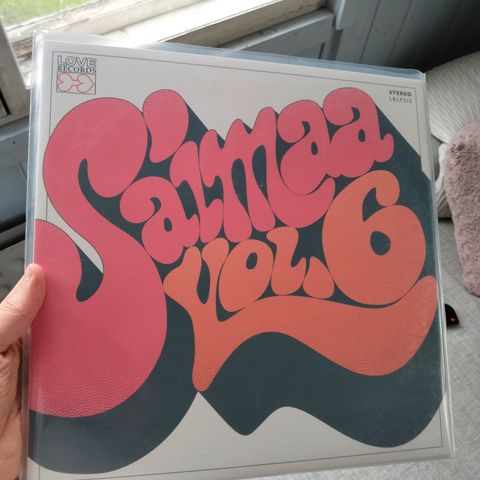 LOVE
RECORDS
STEREO
LRLP215
Saimaa
VOL.6